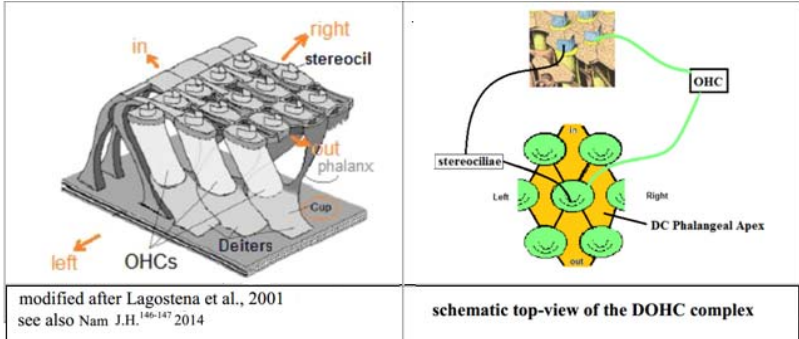 in
right
stereocil
out
phalanx
Cup
Deiters
OHCs
left
modified after Lagostena et al., 2001
see also Nam J.H.146-147 2014
OHC
in
stereociliae
Left
Right
DC Phalangeal Apex
out
schematic top-view of the DOHC complex